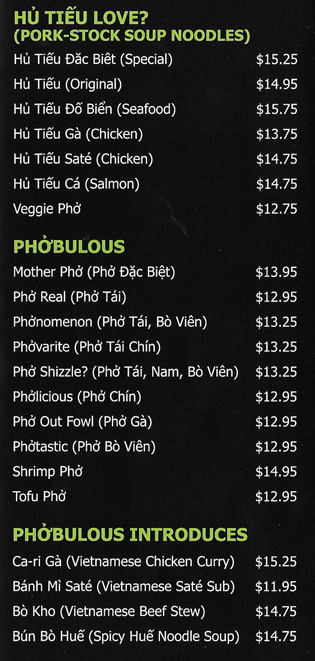 HỦ TIẾU LOVE?
(PORK-STOCK SOUP NOODLES)
Hủ Tiếu Đăc Biêt (Special) $15.25
Hủ Tiếu (Original) $14.95
Hủ Tiếu Đố Biển (Seafood) $15.75
Hủ Tiếu Gà (Chicken) $13.75
Hủ Tiếu Saté (Chicken) $14.75
Hủ Tiếu Cá (Salmon) $14.75
Veggie Phở $12.75
PHỞBULOUS
Mother Phở (Phở Đặc Biệt) $13.95
Phở Real (Phở Tái) $12.95
Phởnomenon (Phở Tái, Bò Viên) $13.25
Phởvarite (Phở Tái Chín) $13.25
Phở Shizzle? (Phở Tái, Nam, Bò Viên) $13.25
Phởlicious (Phở Chín) $12.95
Phở Out Fowl (Phở Gà) $12.95
Phởtastic (Phở Bò Viên) $12.95
Shrimp Phở $14.95
Tofu Phở $12.95
PHỞBULOUS INTRODUCES
Ca-ri Gà (Vietnamese Chicken Curry) $15.25
Bánh Mì Saté (Vietnamese Saté Sub) $11.95
Bò Kho (Vietnamese Beef Stew) $14.75
Bún Bò Huế (Spicy Huế Noodle Soup) $14.75